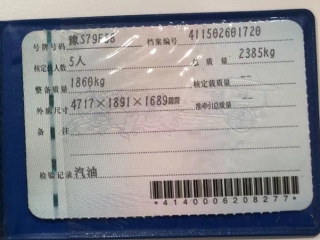 号牌号码 豫S79F56 档案编号 411502601720
核定载人数 5人 总质量 2385kg
整备质量 1860kg 核定载质量 --
外廓尺寸 4717×1891×1689 准牵引总质量 --
备注
检验记录 汽油
*4140006208277*